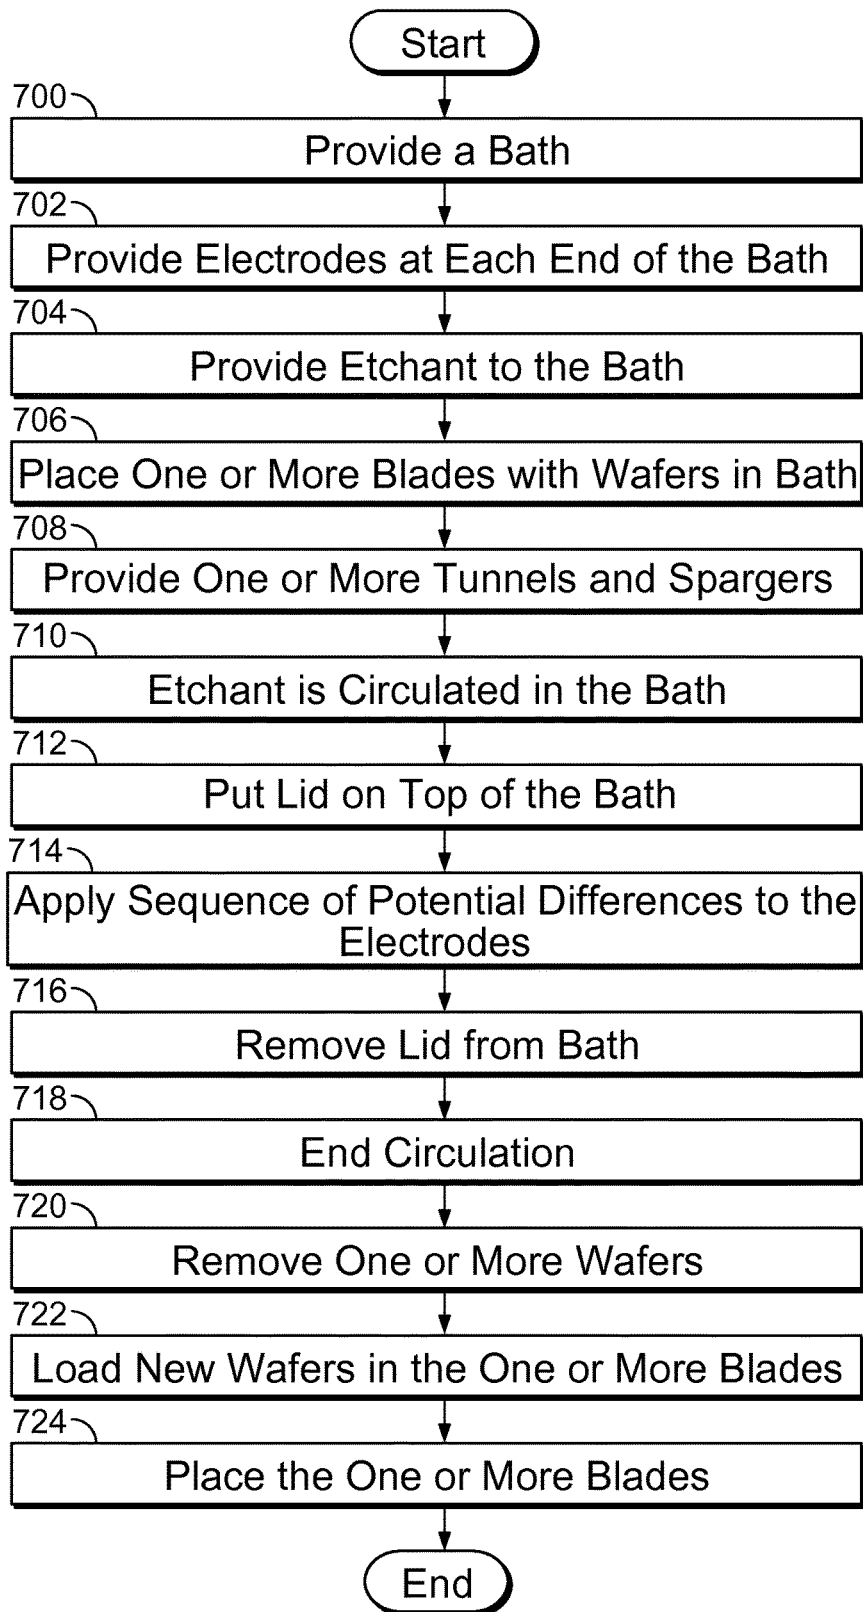 Start
700
Provide a Bath
702
Provide Electrodes at Each End of the Bath
704
Provide Etchant to the Bath
706
Place One or More Blades with Wafers in Bath
708
Provide One or More Tunnels and Spargers
710
Etchant is Circulated in the Bath
712
Put Lid on Top of the Bath
714
Apply Sequence of Potential Differences to the
Electrodes
716
Remove Lid from Bath
718
End Circulation
720
Remove One or More Wafers
722
Load New Wafers in the One or More Blades
724
Place the One or More Blades
End